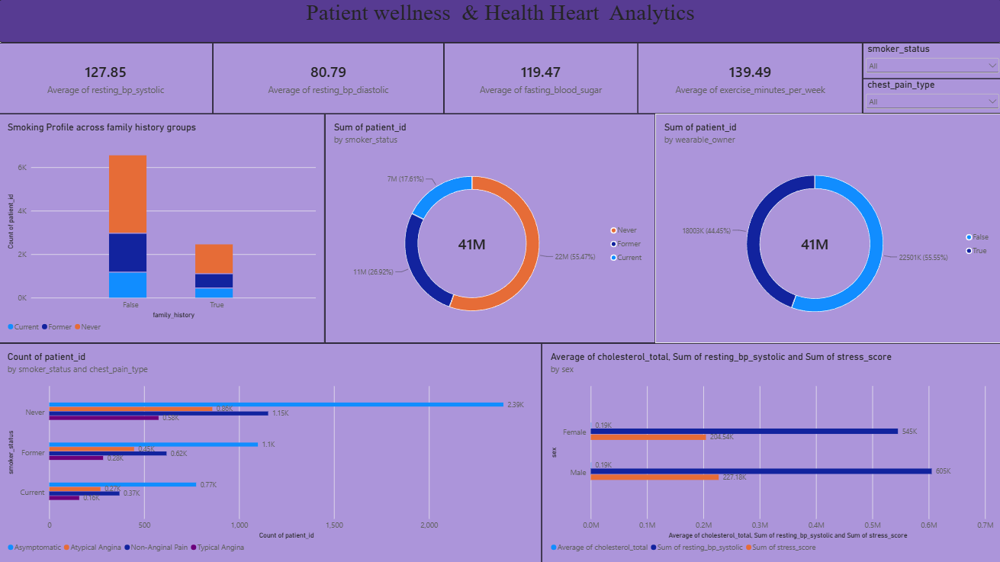 Patient wellness  & Health Heart  Analytics
127.85
Average of resting_bp_systolic
80.79
Average of resting_bp_diastolic
119.47
Average of fasting_blood_sugar
139.49
Average of exercise_minutes_per_week
smoker_status
All
chest_pain_type
All
Smoking Profile across family history groups
Count of patient_id
6K
4K
2K
0K
False True
family_history
Current Former Never
Sum of patient_id
by smoker_status
7M (17.61%)
11M (26.92%)
22M (55.47%)
41M
Never
Former
Current
Sum of patient_id
by wearable_owner
18003K (44.45%)
22501K (55.55%)
41M
False
True
Count of patient_id
by smoker_status and chest_pain_type
smoker_status
Never
2.39K
0.86K
1.15K
0.58K
Former
1.1K
0.45K
0.62K
0.28K
Current
0.77K
0.27K
0.37K
0.16K
0 500 1,000 1,500 2,000
Count of patient_id
Asymptomatic Atypical Angina Non-Anginal Pain Typical Angina
Average of cholesterol_total, Sum of resting_bp_systolic and Sum of stress_score
by sex
sex
Female
0.19K
545K
204.54K
Male
0.19K
605K
227.18K
0.0M 0.1M 0.2M 0.3M 0.4M 0.5M 0.6M 0.7M
Average of cholesterol_total, Sum of resting_bp_systolic and Sum of stress_score
Average of cholesterol_total Sum of resting_bp_systolic Sum of stress_score